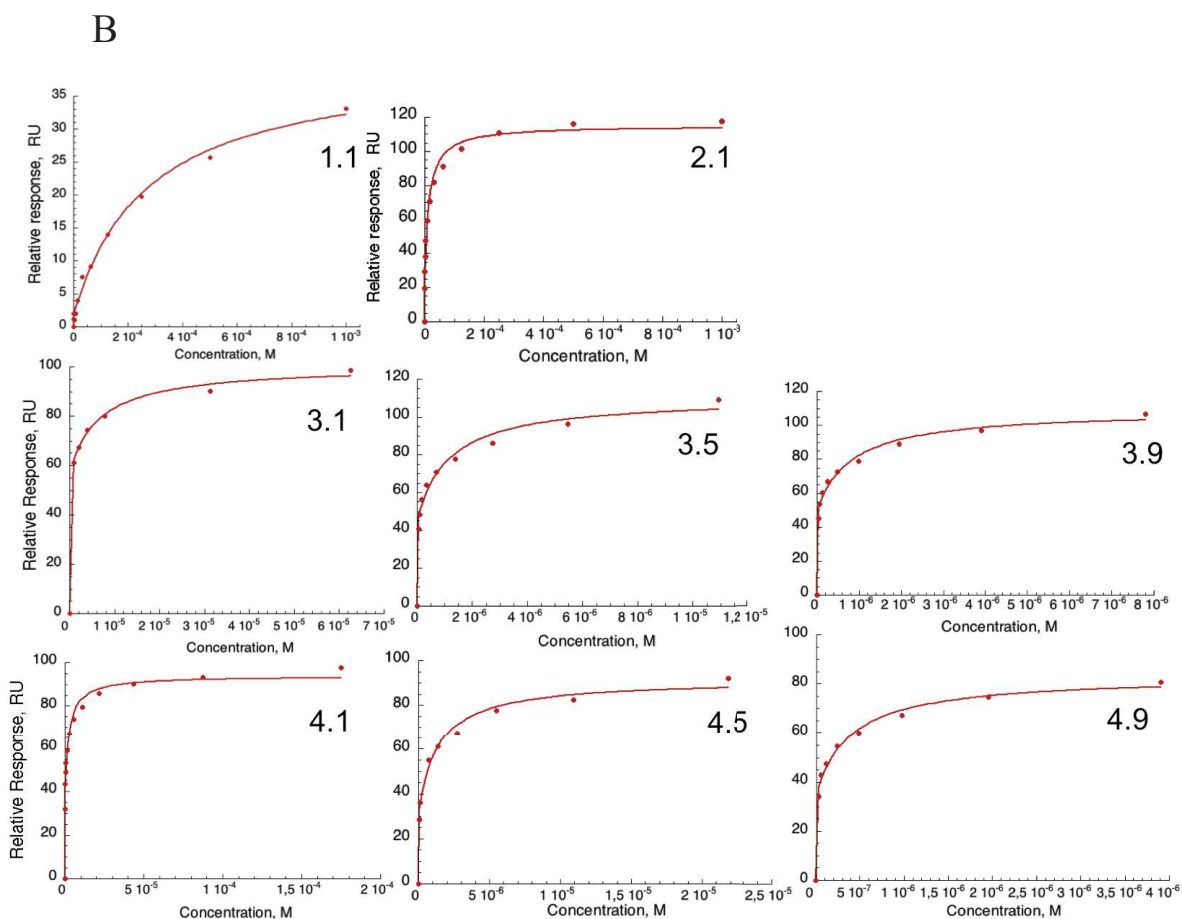 B
Relative response, RU
35
30
25
20
15
10
5
0
1.1
0 2 10⁻⁴ 4 10⁻⁴ 6 10⁻⁴ 8 10⁻⁴ 1 10⁻³
Concentration, M
Relative response, RU
120
100
80
60
40
20
0
2.1
0 2 10⁻⁴ 4 10⁻⁴ 6 10⁻⁴ 8 10⁻⁴ 1 10⁻³
Concentration, M
Relative Response, RU
100
80
60
40
20
0
3.1
0 1 10⁻⁵ 2 10⁻⁵ 3 10⁻⁵ 4 10⁻⁵ 5 10⁻⁵ 6 10⁻⁵ 7 10⁻⁵
Concentration, M
120
100
80
60
40
20
0
3.5
0 2 10⁻⁶ 4 10⁻⁶ 6 10⁻⁶ 8 10⁻⁶ 1 10⁻⁵ 1,2 10⁻⁵
Concentration, M
120
100
80
60
40
20
0
3.9
0 1 10⁻⁶ 2 10⁻⁶ 3 10⁻⁶ 4 10⁻⁶ 5 10⁻⁶ 6 10⁻⁶ 7 10⁻⁶ 8 10⁻⁶
Concentration, M
Relative Response, RU
100
80
60
40
20
0
4.1
0 5 10⁻⁵ 1 10⁻⁴ 1,5 10⁻⁴ 2 10⁻⁴
Concentration, M
100
80
60
40
20
0
4.5
0 5 10⁻⁶ 1 10⁻⁵ 1,5 10⁻⁵ 2 10⁻⁵ 2,5 10⁻⁵
Concentration, M
100
80
60
40
20
0
4.9
0 5 10⁻⁷ 1 10⁻⁶ 1,5 10⁻⁶ 2 10⁻⁶ 2,5 10⁻⁶ 3 10⁻⁶ 3,5 10⁻⁶ 4 10⁻⁶
Concentration, M